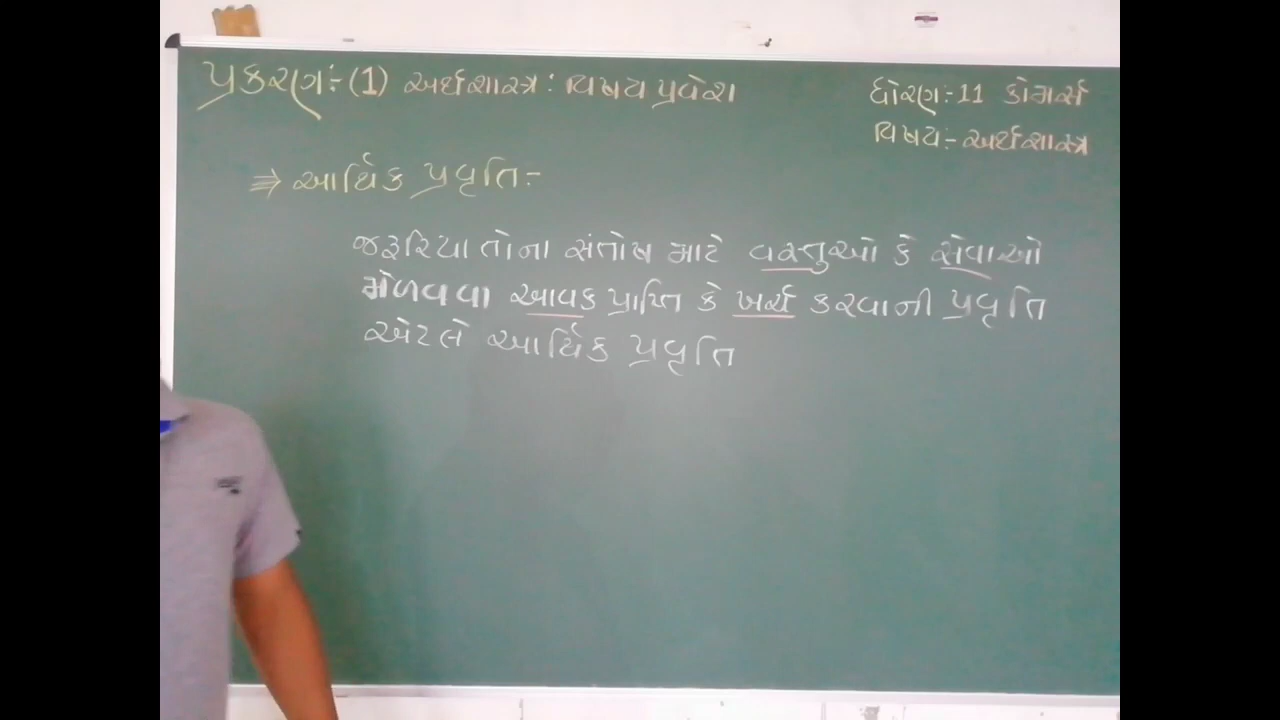 પ્રકરણઃ-(1) અર્થશાસ્ત્ર : વિષય પ્રવેશ
ધોરણ:-11 કોમર્સ
વિષય:- અર્થશાસ્ત્ર
⇒ આર્થિક પ્રવૃતિ:-
જરૂરિયાતોના સંતોષ માટે વસ્તુઓ કે સેવાઓ
મેળવવા આવક પ્રાપ્તિ કે ખર્ચ કરવાની પ્રવૃતિ
એટલે આર્થિક પ્રવૃતિ